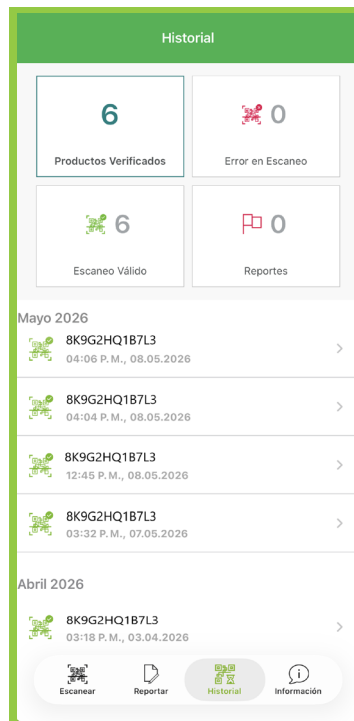 Historial
6
0
Productos Verificados
Error en Escaneo
6
0
Escaneo Válido
Reportes
Mayo 2026
8K9G2HQ1B7L3
04:06 P. M., 08.05.2026
8K9G2HQ1B7L3
04:04 P. M., 08.05.2026
8K9G2HQ1B7L3
12:45 P. M., 08.05.2026
8K9G2HQ1B7L3
03:32 P. M., 07.05.2026
Abril 2026
8K9G2HQ1B7L3
03:18 P. M., 03.04.2026
Escanear
Reportar
Historial
Información